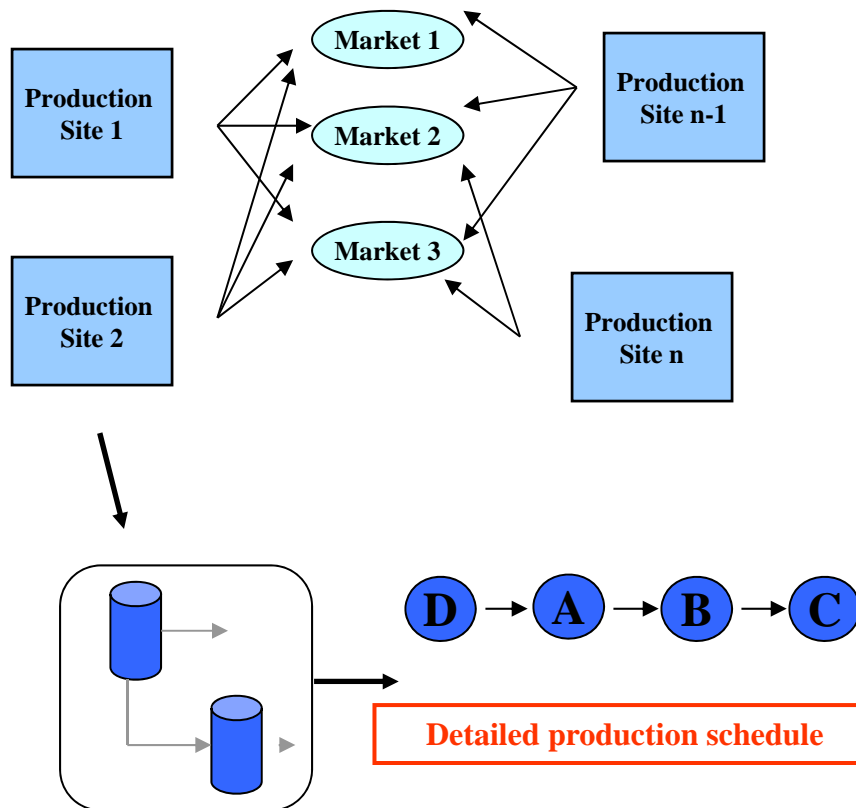 Market 1
Production
Site 1
Market 2
Production
Site n-1
Market 3
Production
Site 2
Production
Site n
D
A
B
C
Detailed production schedule